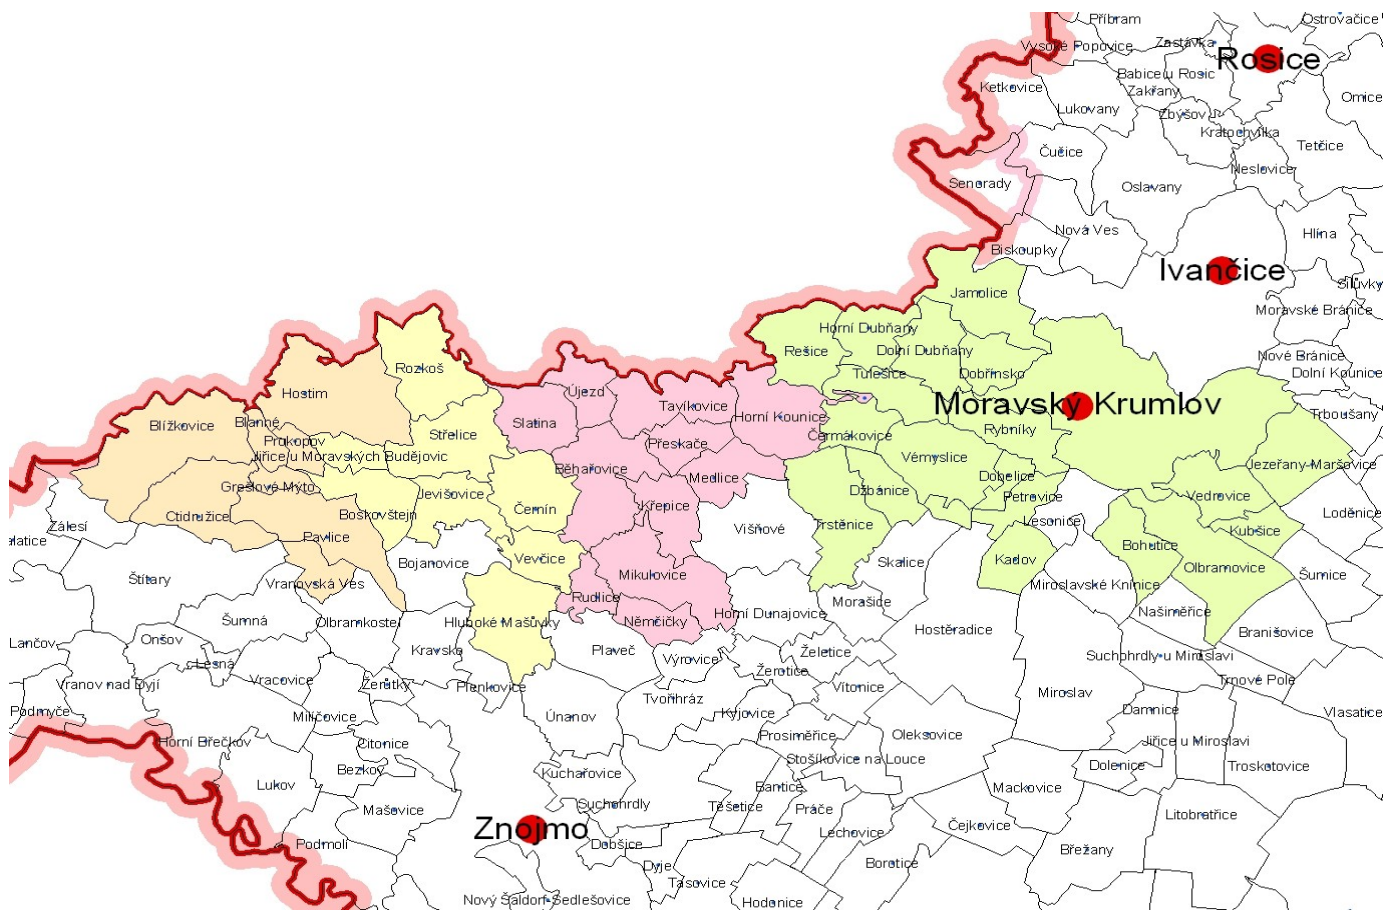 Příbram
Ostrovačice
Vysoké Popovice
Zastávka
Rosice
Babice u Rosic
Ketkovice
Zakřany
Omice
Lukovany
Zbýšov
Kratochvilka
Čučice
Tetčice
Neslovice
Senorady
Oslavany
Nová Ves
Hlína
Biskoupky
Ivančice
Silůvky
Jamolice
Moravské Bránice
Horní Dubňany
Rešice
Dolní Dubňany
Nové Bránice
Rozkoš
Tulešice
Dobřínsko
Dolní Kounice
Hostim
Újezd
Tavíkovice
Moravský Krumlov
Trboušany
Blížkovice
Blanné
Slatina
Horní Kounice
Rybníky
Střelice
Prokopov
Přeskače
Čermákovice
Jiřice u Moravských Budějovic
Vémyslice
Jezeřany-Maršovice
Běhařovice
Medlice
Dobelice
Grešlové Mýto
Jevišovice
Džbánice
Petrovice
Vedrovice
Ctidružice
Boskovštejn
Černín
Křepice
Trstěnice
Lesonice
Loděnice
Zálesí
Višňové
Kubšice
alatice
Pavlice
Bohutice
Bojanovice
Vevčice
Skalice
Kadov
Olbramovice
Šumice
Štítary
Vranovská Ves
Mikulovice
Miroslavské Knínice
Rudlice
Morašice
Našiměřice
Šumná
Olbramkostel
Hluboké Mašůvky
Němčičky
Horní Dunajovice
Hostěradice
Branišovice
Lančov
Onšov
Kravsko
Plaveč
Výrovice
Želetice
Suchohrdly u Miroslavi
Lesná
Žerotice
Vranov nad Dyjí
Vracovice
Žerůtky
Plenkovice
Vítonice
Trnové Pole
Tvořihráz
Miroslav
Podmyče
Milíčovice
Únanov
Kyjovice
Damnice
Vlasatice
Horní Břečkov
Citonice
Prosiměřice
Oleksovice
Jiřice u Miroslavi
Stošíkovice na Louce
Bezkov
Kuchařovice
Dolenice
Troskotovice
Lukov
Bantice
Mackovice
Mašovice
Suchohrdly
Těšetice
Práče
Litobratřice
Znojmo
Lechovice
Čejkovice
Podmolí
Dobšice
Břežany
Dyje
Borotice
Tasovice
Nový Šaldorf-Sedlešovice
Hodonice